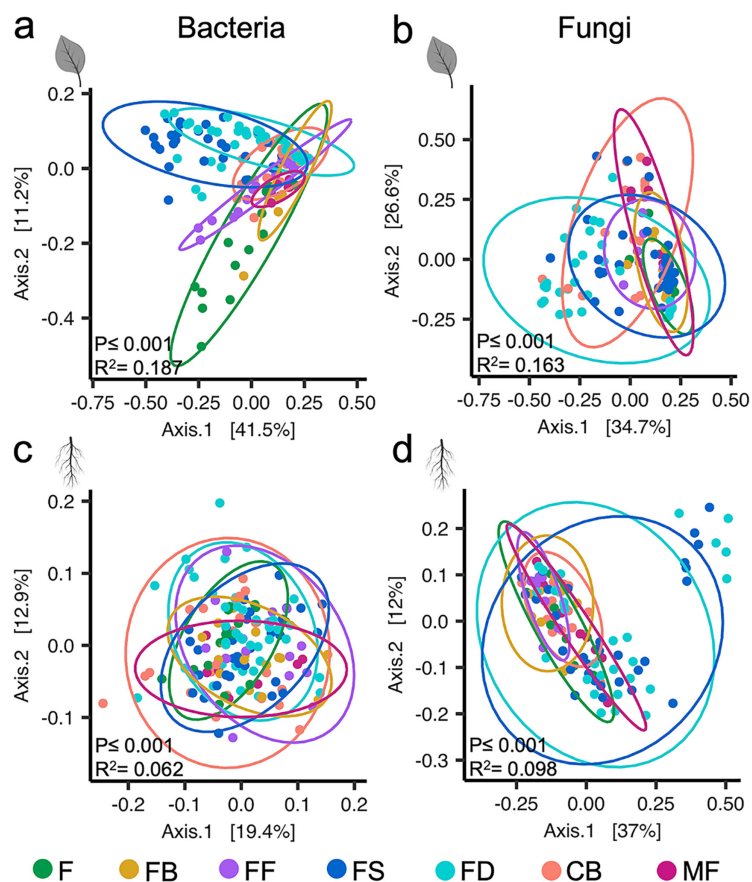 a Bacteria
b Fungi
0.2
0.0
-0.2
-0.4
Axis.2 [11.2%]
P≤ 0.001
R²= 0.187
-0.75 -0.50 -0.25 0.00 0.25 0.50
Axis.1 [41.5%]
0.50
0.25
0.00
-0.25
Axis.2 [26.6%]
P≤ 0.001
R²= 0.163
-0.75 -0.50 -0.25 0.00 0.25 0.50 0.75
Axis.1 [34.7%]
c
0.2
0.1
0.0
-0.1
Axis.2 [12.9%]
P≤ 0.001
R²= 0.062
-0.2 -0.1 0.0 0.1 0.2
Axis.1 [19.4%]
d
0.2
0.1
0.0
-0.1
-0.2
-0.3
Axis.2 [12%]
P≤ 0.001
R²= 0.098
-0.25 0.00 0.25 0.50
Axis.1 [37%]
F FB FF FS FD CB MF